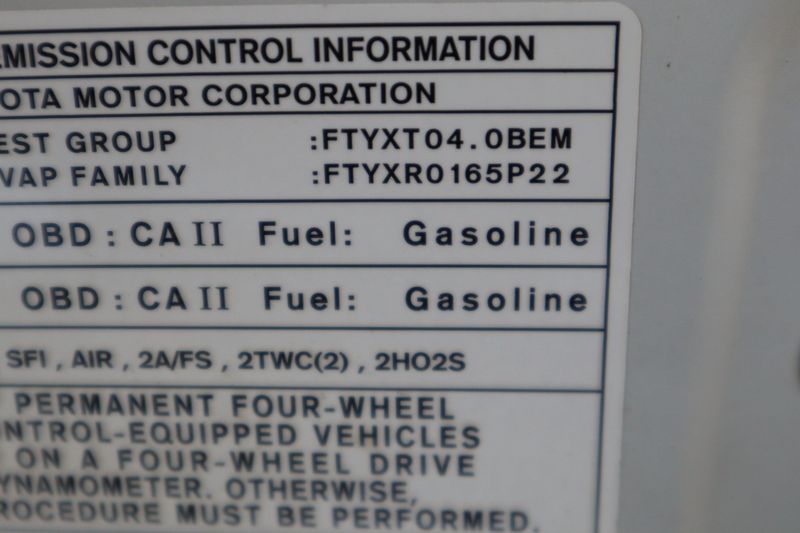 EMISSION CONTROL INFORMATION
OTA MOTOR CORPORATION
EST GROUP :FTYXT04.0BEM
VAP FAMILY :FTYXR0165P22
OBD : CA II Fuel: Gasoline
OBD : CA II Fuel: Gasoline
SFI , AIR , 2A/FS , 2TWC(2) , 2HO2S
PERMANENT FOUR-WHEEL
ONTROL-EQUIPPED VEHICLES
ON A FOUR-WHEEL DRIVE
YNAMOMETER. OTHERWISE,
ROCEDURE MUST BE PERFORMED.